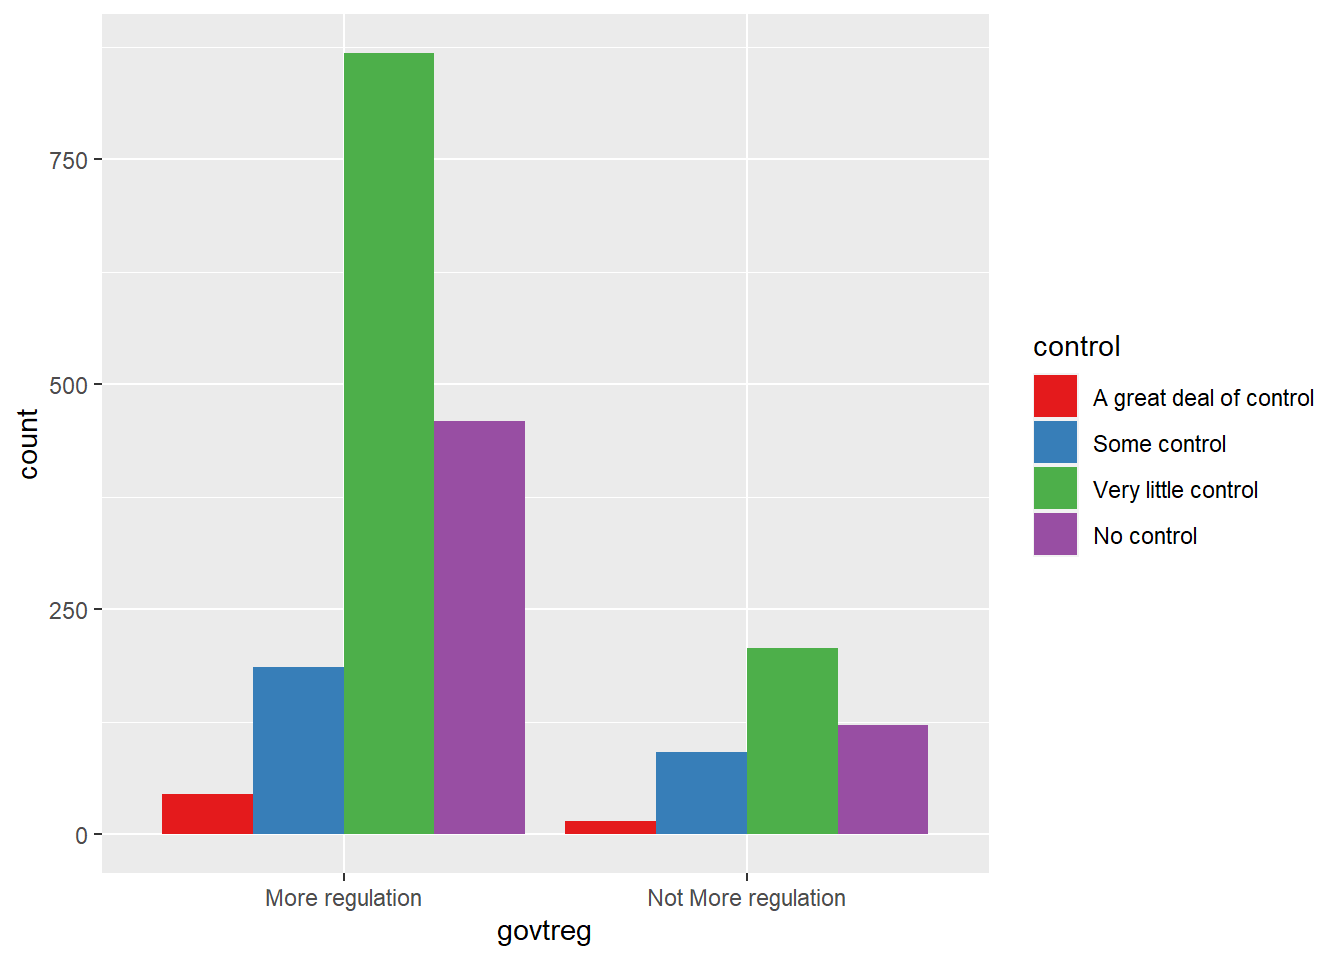 750
500
250
0
count
More regulation
Not More regulation
govtreg
control
A great deal of control
Some control
Very little control
No control